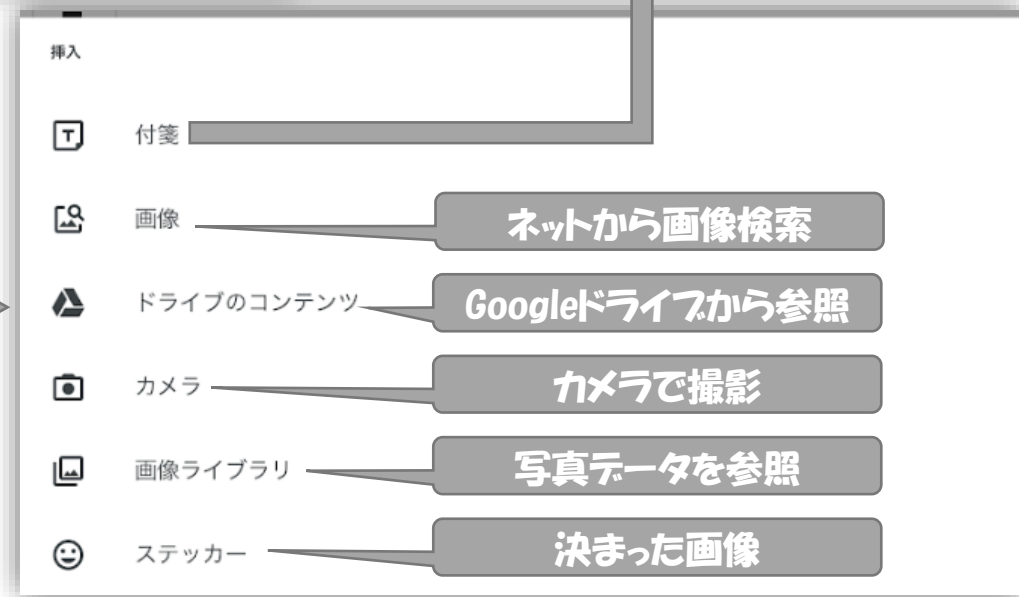 挿入
付箋
画像
ネットから画像検索
ドライブのコンテンツ
Googleドライブから参照
カメラ
カメラで撮影
画像ライブラリ
写真データを参照
ステッカー
決まった画像